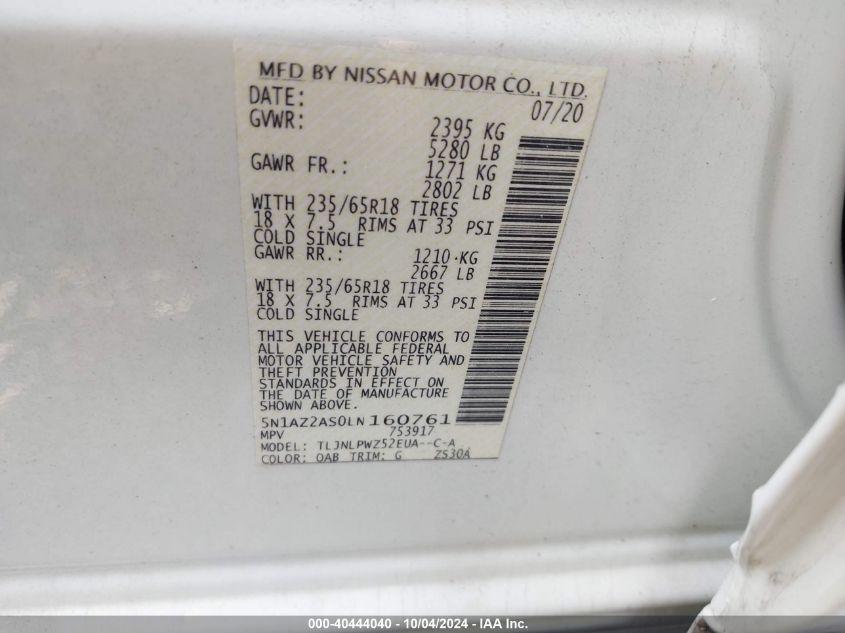 MFD BY NISSAN MOTOR CO., LTD.
DATE: 07/20
GVWR: 2395 KG
5280 LB
GAWR FR.: 1271 KG
2802 LB
WITH 235/65R18 TIRES
18 X 7.5 RIMS AT 33 PSI
COLD SINGLE
GAWR RR.: 1210 KG
2667 LB
WITH 235/65R18 TIRES
18 X 7.5 RIMS AT 33 PSI
COLD SINGLE
THIS VEHICLE CONFORMS TO
ALL APPLICABLE FEDERAL
MOTOR VEHICLE SAFETY AND
THEFT PREVENTION
STANDARDS IN EFFECT ON
THE DATE OF MANUFACTURE
SHOWN ABOVE.
5N1AZ2AS0LN160761
MPV 753917
MODEL: TLJNLPWZ52EUA--C-A
COLOR: QAB TRIM: G ZS30A
000-40444040 - 10/04/2024 - IAA Inc.